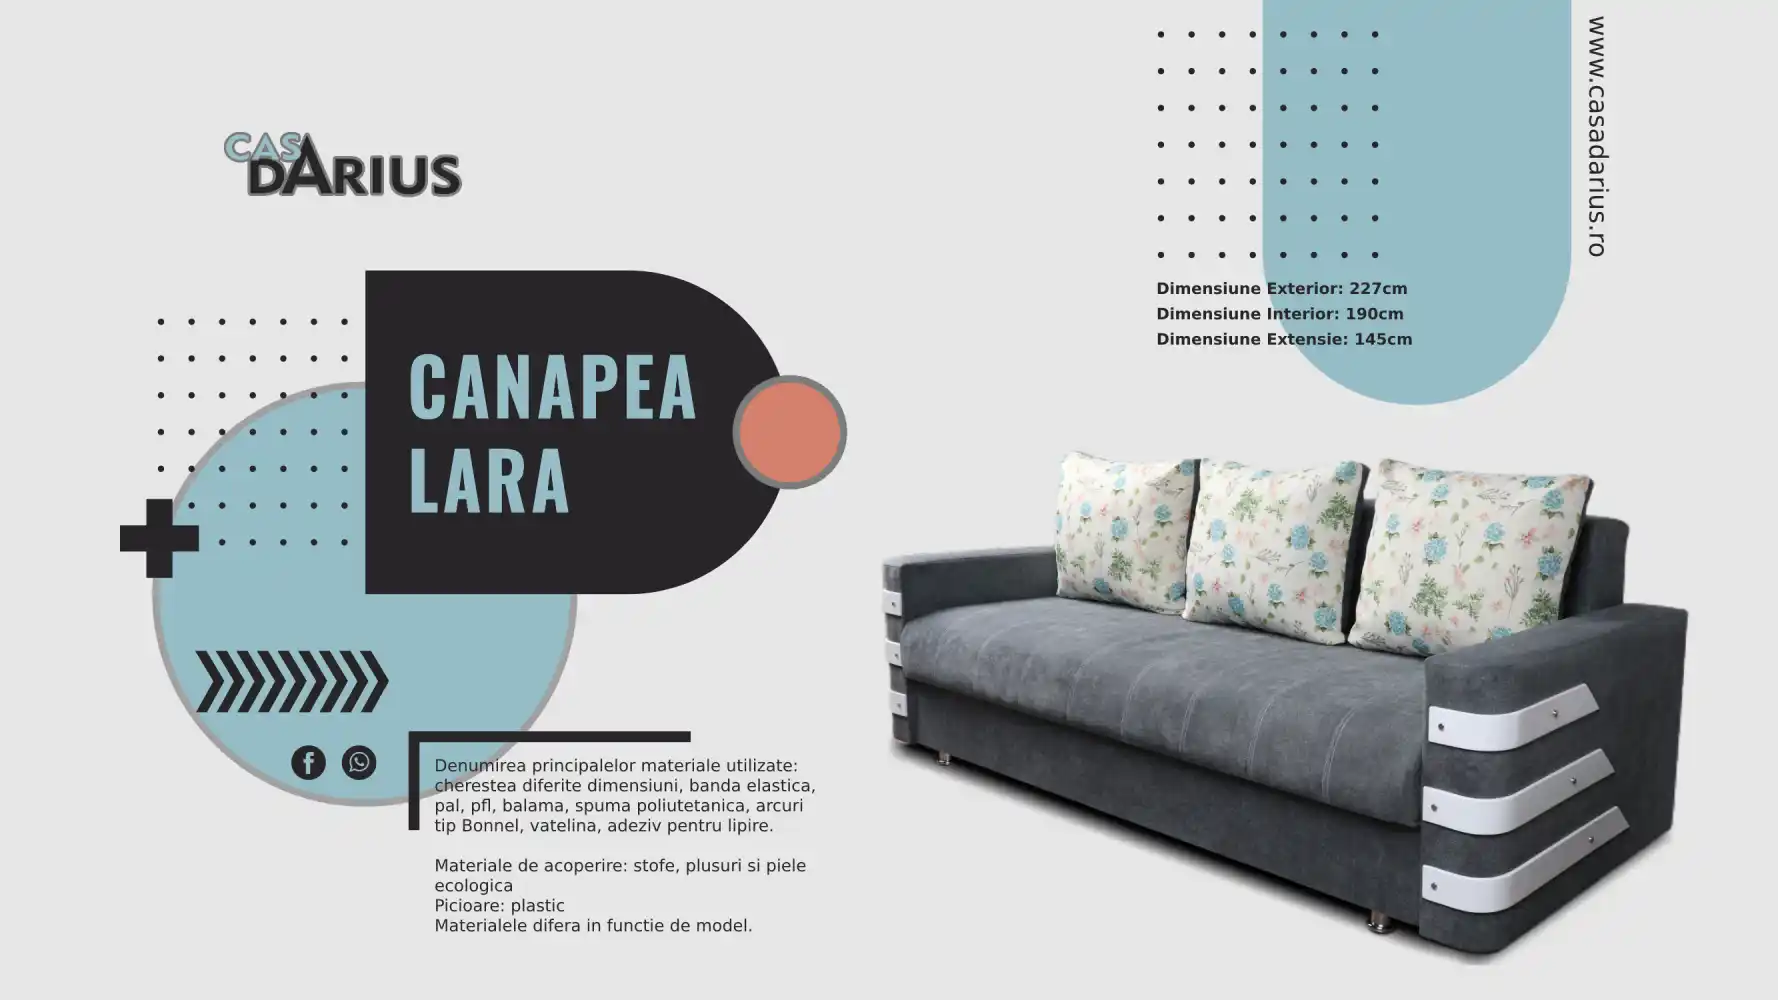 CASA
DARIUS
CANAPEA
LARA
Denumirea principalelor materiale utilizate:
cherestea diferite dimensiuni, banda elastica,
pal, pfl, balama, spuma poliutetanica, arcuri
tip Bonnel, vatelina, adeziv pentru lipire.
Materiale de acoperire: stofe, plusuri si piele
ecologica
Picioare: plastic
Materialele difera in functie de model.
www.casadarius.ro
Dimensiune Exterior: 227cm
Dimensiune Interior: 190cm
Dimensiune Extensie: 145cm